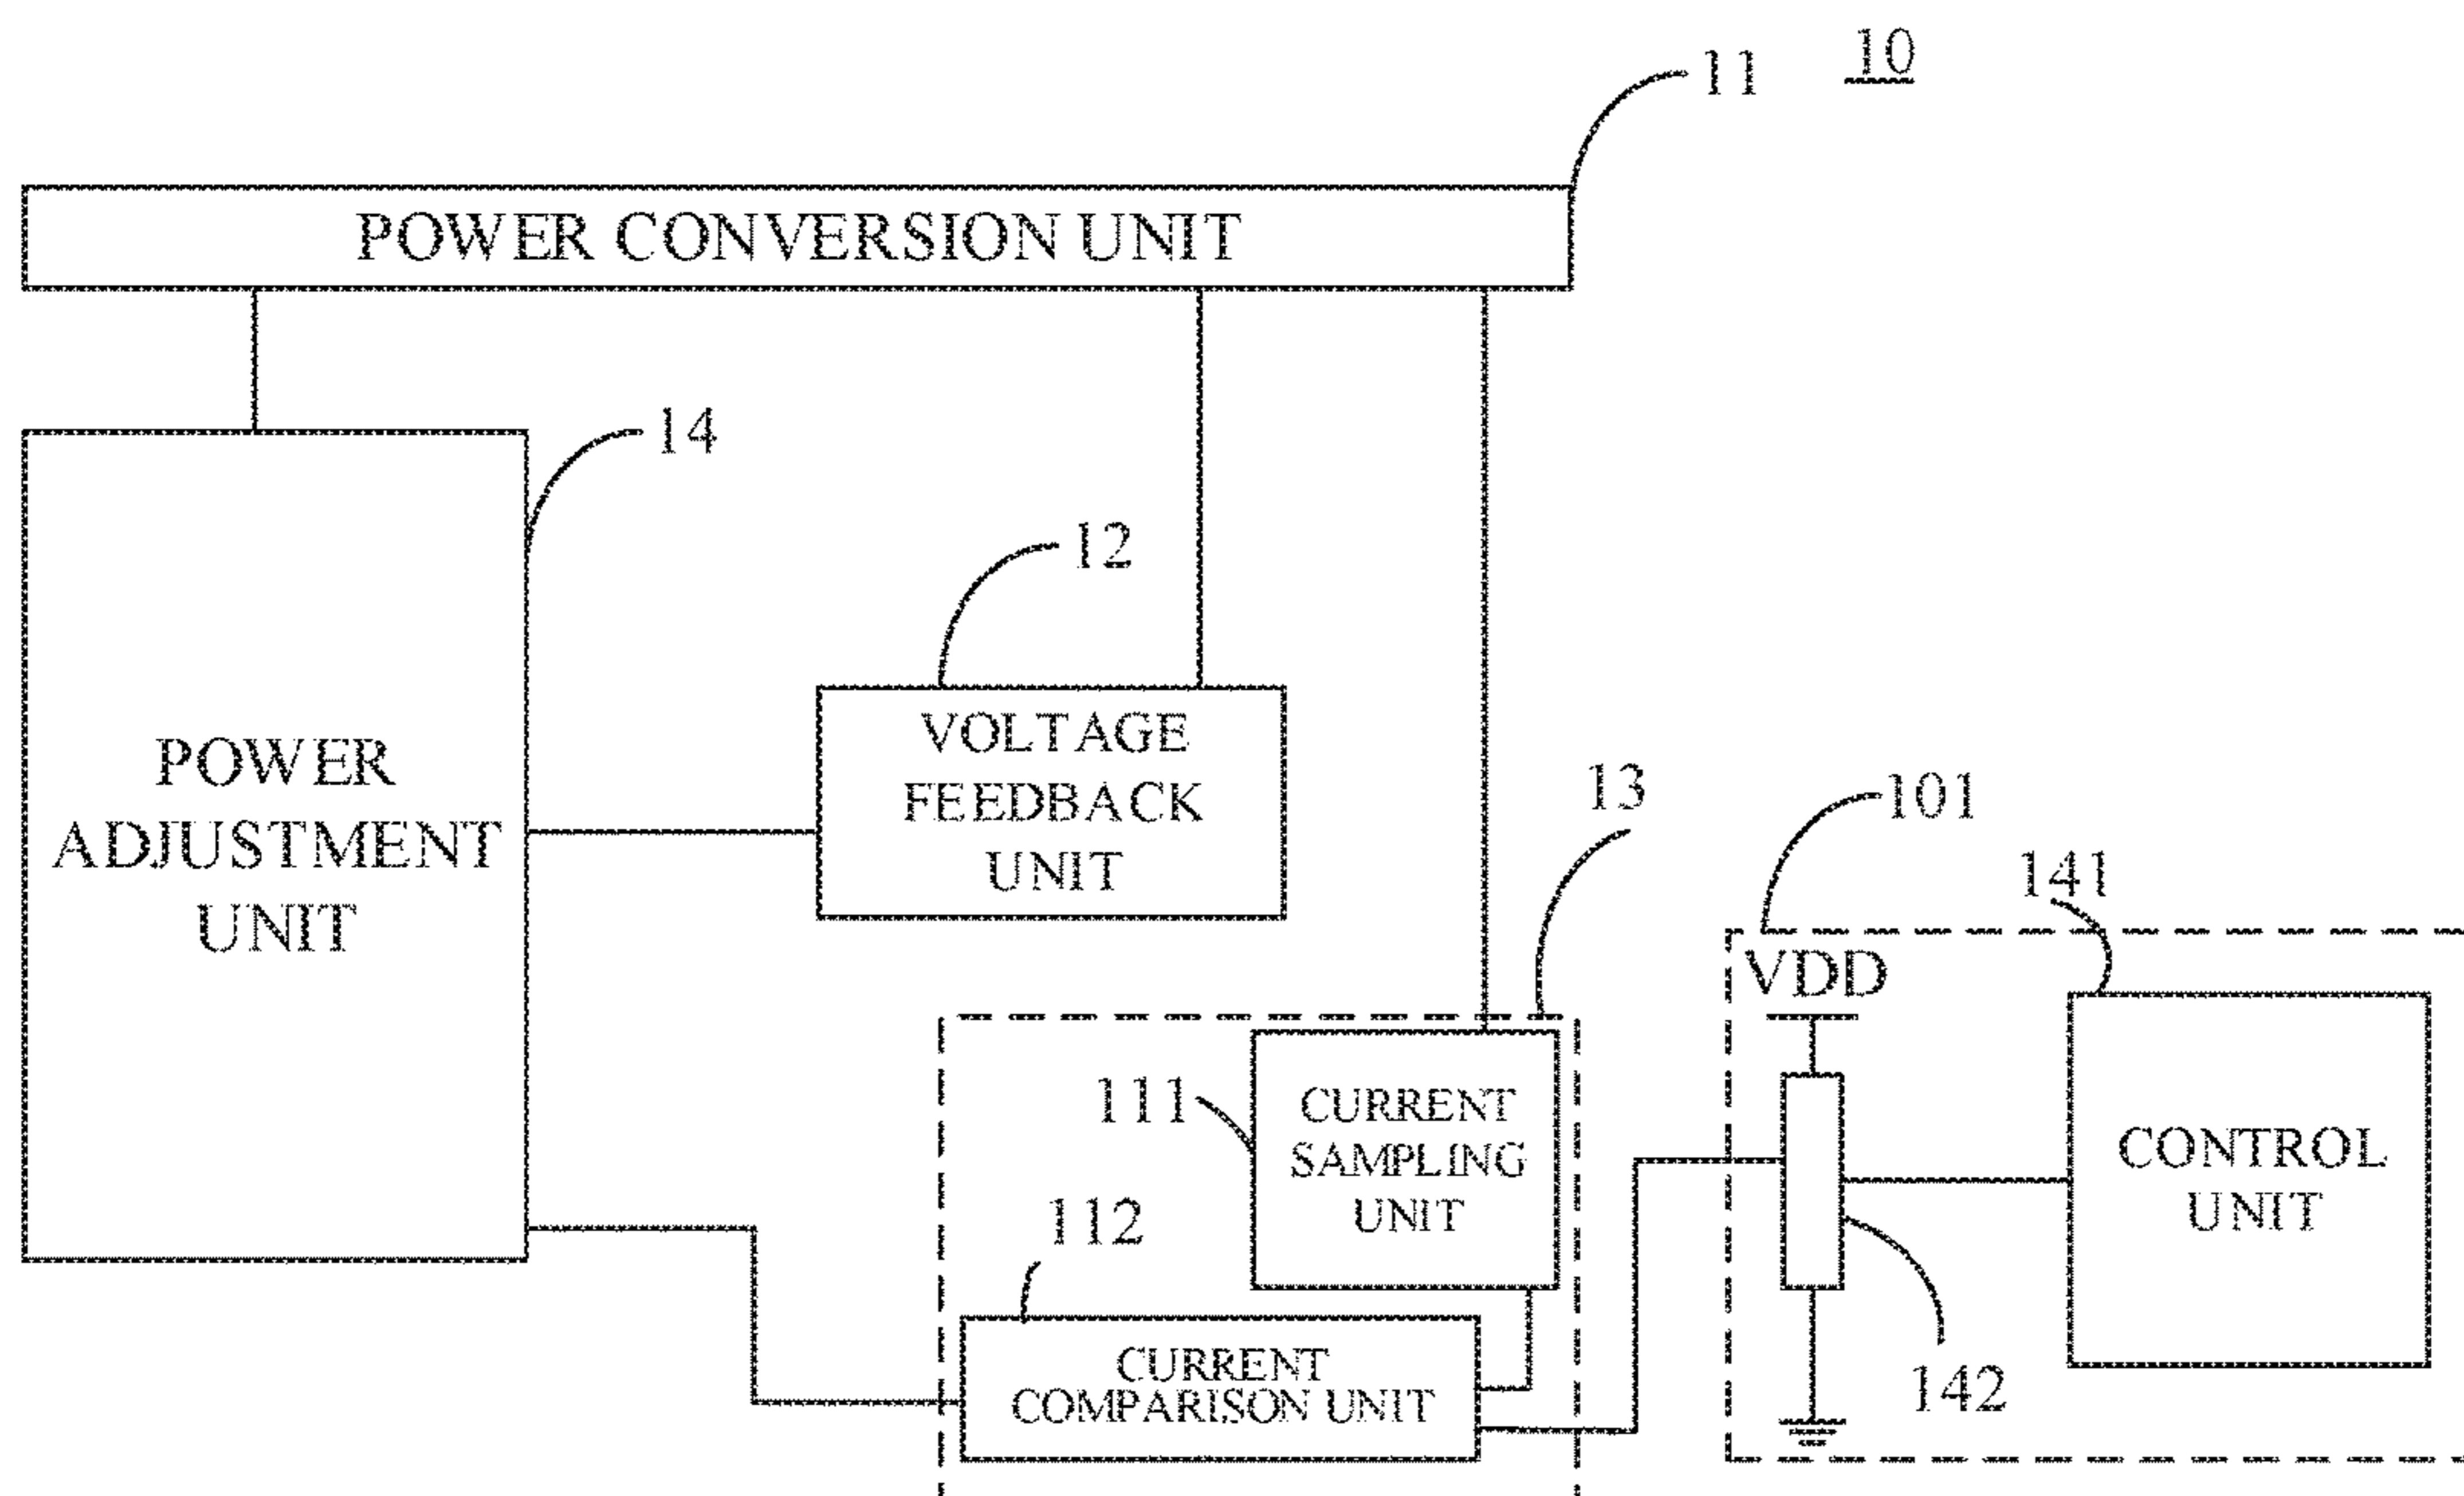 10
11
POWER CONVERSION UNIT
14
12
POWER
ADJUSTMENT
UNIT
VOLTAGE
FEEDBACK
UNIT
13
101
141
VDD
111
CURRENT
SAMPLING
UNIT
CONTROL
UNIT
112
142
CURRENT
COMPARISON UNIT